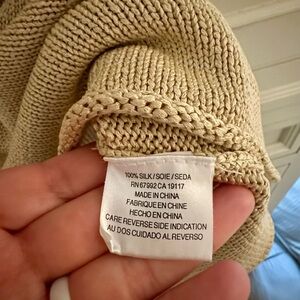 100% SILK / SOIE / SEDA
RN 67992 CA 19117
MADE IN CHINA
FABRIQUE EN CHINE
HECHO EN CHINA
CARE REVERSE SIDE INDICATION
AU DOS CUIDADO AL REVERSO